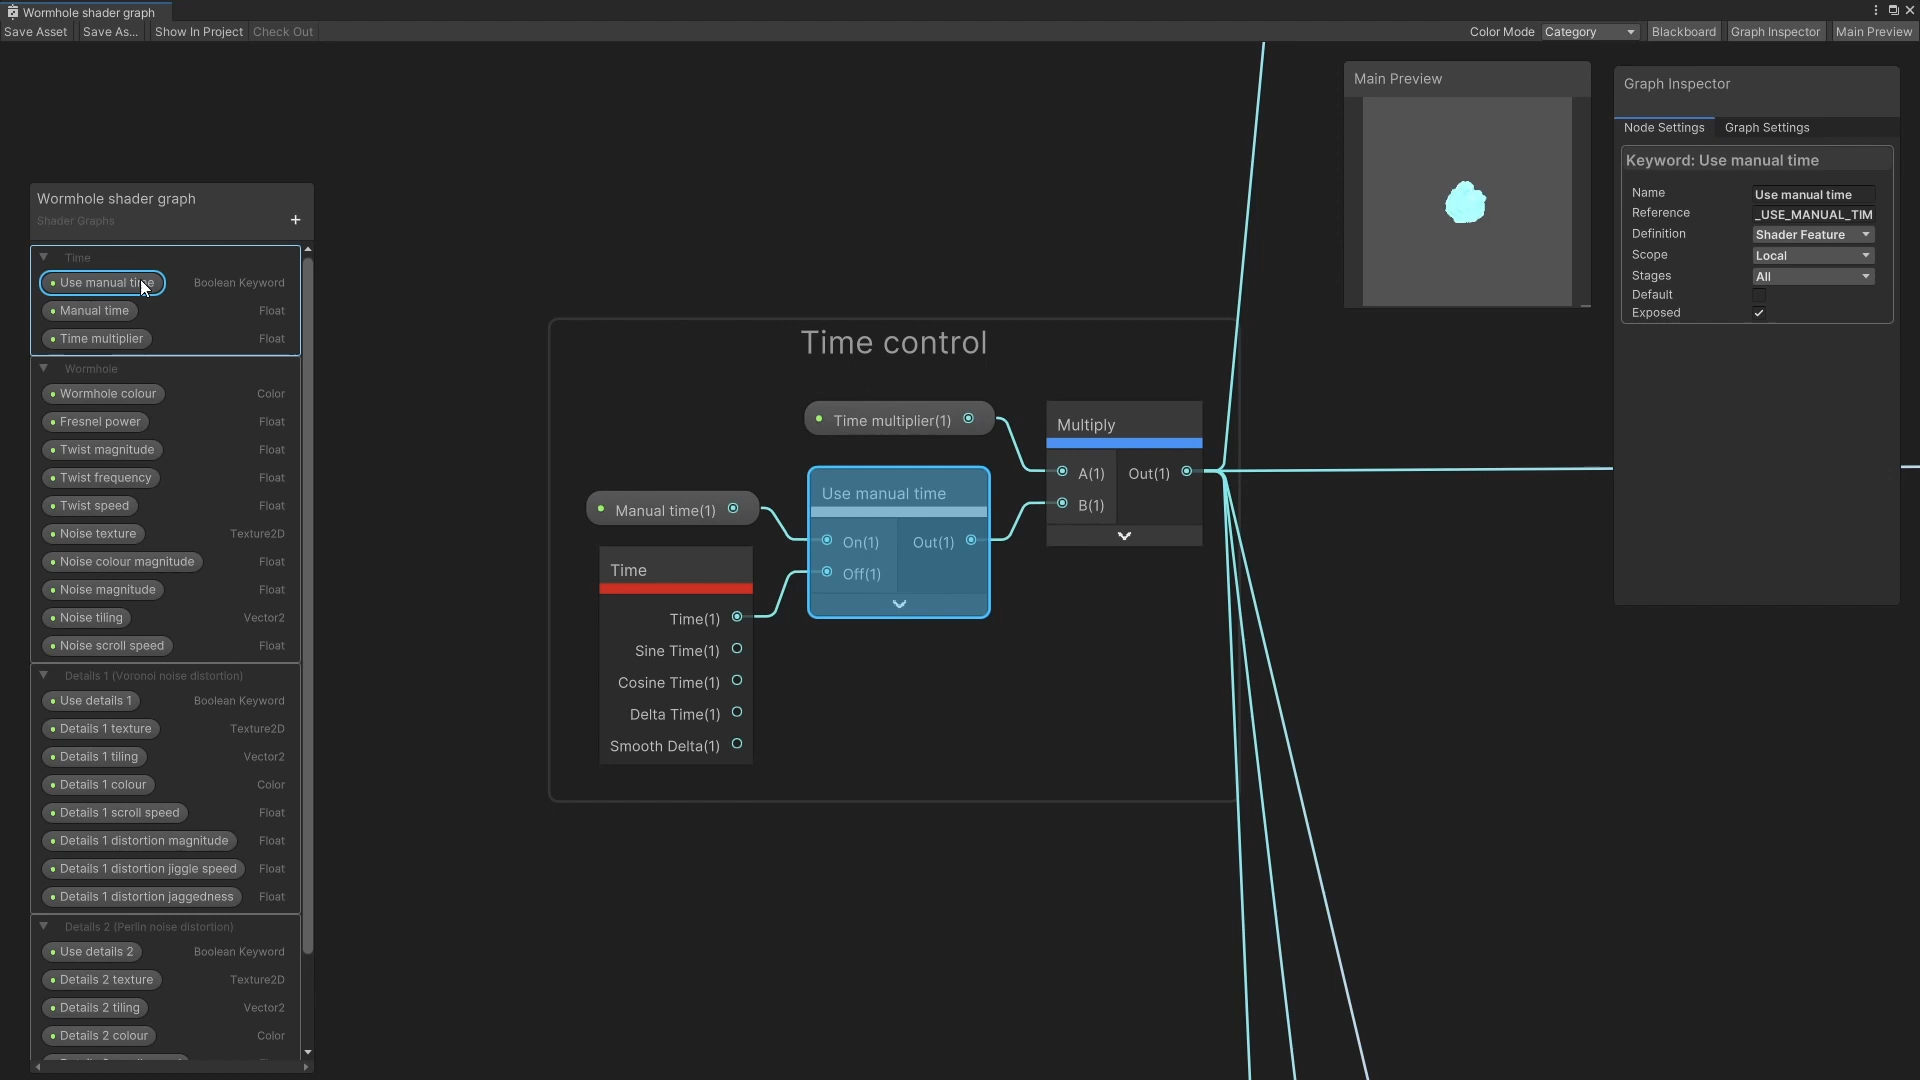 Wormhole shader graph
Save Asset
Save As...
Show In Project
Check Out
Color Mode
Category
Blackboard
Graph Inspector
Main Preview
Wormhole shader graph
Shader Graphs
+
Time
Use manual time
Boolean Keyword
Manual time
Float
Time multiplier
Float
Wormhole
Wormhole colour
Color
Fresnel power
Float
Twist magnitude
Float
Twist frequency
Float
Twist speed
Float
Noise texture
Texture2D
Noise colour magnitude
Float
Noise magnitude
Float
Noise tiling
Vector2
Noise scroll speed
Float
Details 1 (Voronoi noise distortion)
Use details 1
Boolean Keyword
Details 1 texture
Texture2D
Details 1 tiling
Vector2
Details 1 colour
Color
Details 1 scroll speed
Float
Details 1 distortion magnitude
Float
Details 1 distortion jiggle speed
Float
Details 1 distortion jaggedness
Float
Details 2 (Perlin noise distortion)
Use details 2
Boolean Keyword
Details 2 texture
Texture2D
Details 2 tiling
Vector2
Details 2 colour
Color
Time control
Time multiplier(1)
Manual time(1)
Time
Time(1)
Sine Time(1)
Cosine Time(1)
Delta Time(1)
Smooth Delta(1)
Use manual time
On(1)
Out(1)
Off(1)
Multiply
A(1)
Out(1)
B(1)
Main Preview
Graph Inspector
Node Settings
Graph Settings
Keyword: Use manual time
Name
Use manual time
Reference
_USE_MANUAL_TIM
Definition
Shader Feature
Scope
Local
Stages
All
Default
Exposed